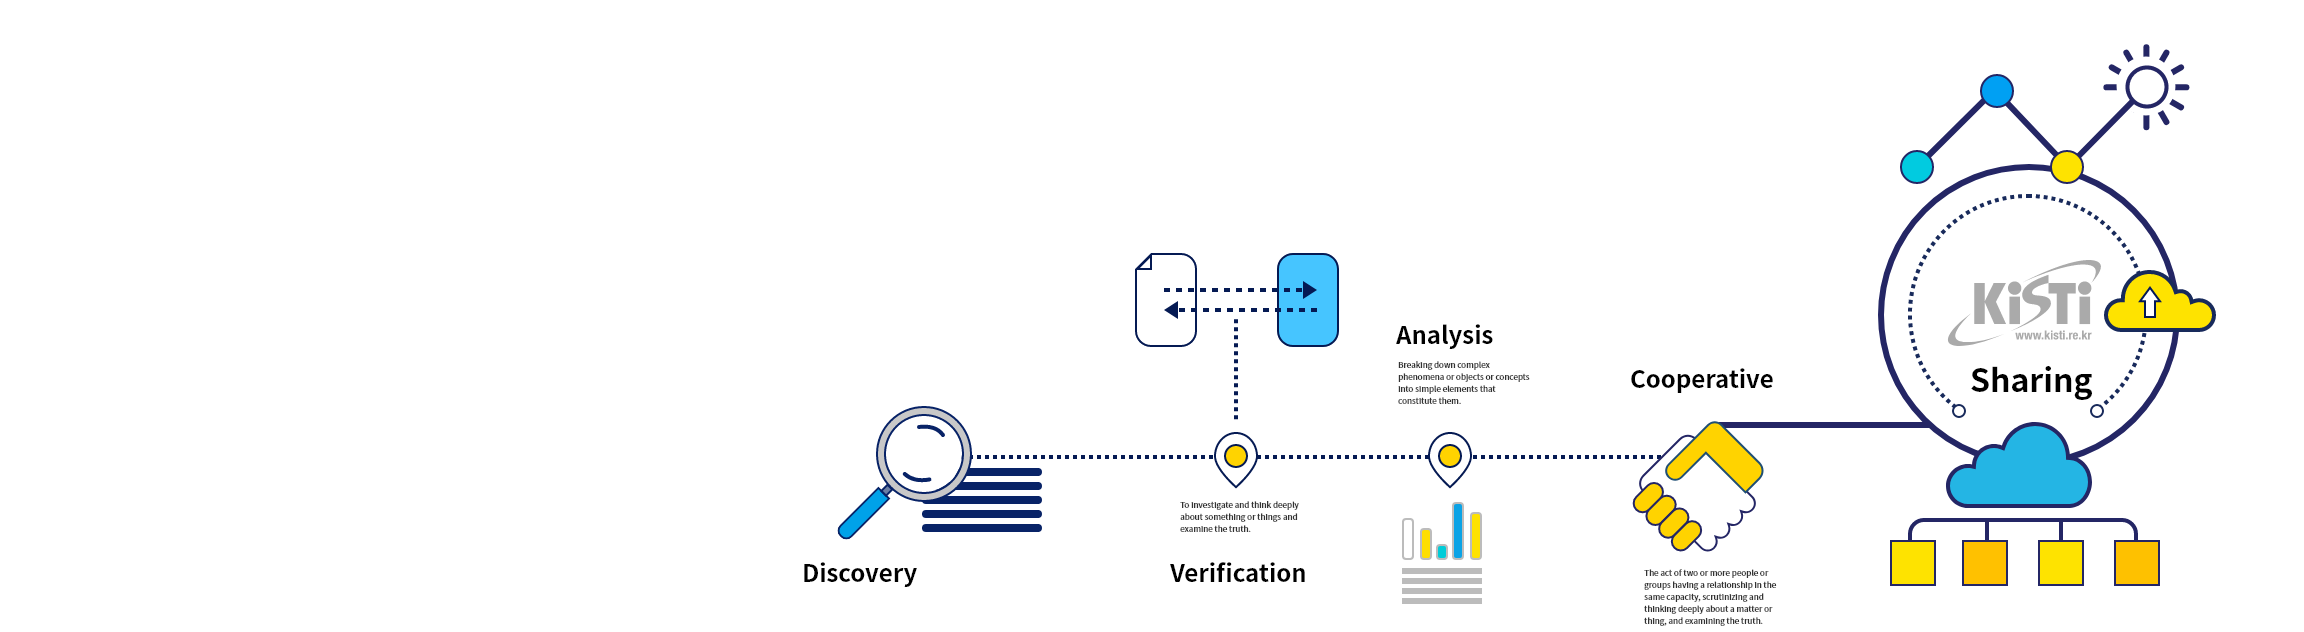 Discovery
To investigate and think deeply
about something or things and
examine the truth.
Verification
Analysis
Breaking down complex
phenomena or objects or concepts
into simple elements that
constitute them.
Cooperative
The act of two or more people or
groups having a relationship in the
same capacity, scrutinizing and
thinking deeply about a matter or
thing, and examining the truth.
KiSTi
www.kisti.re.kr
Sharing